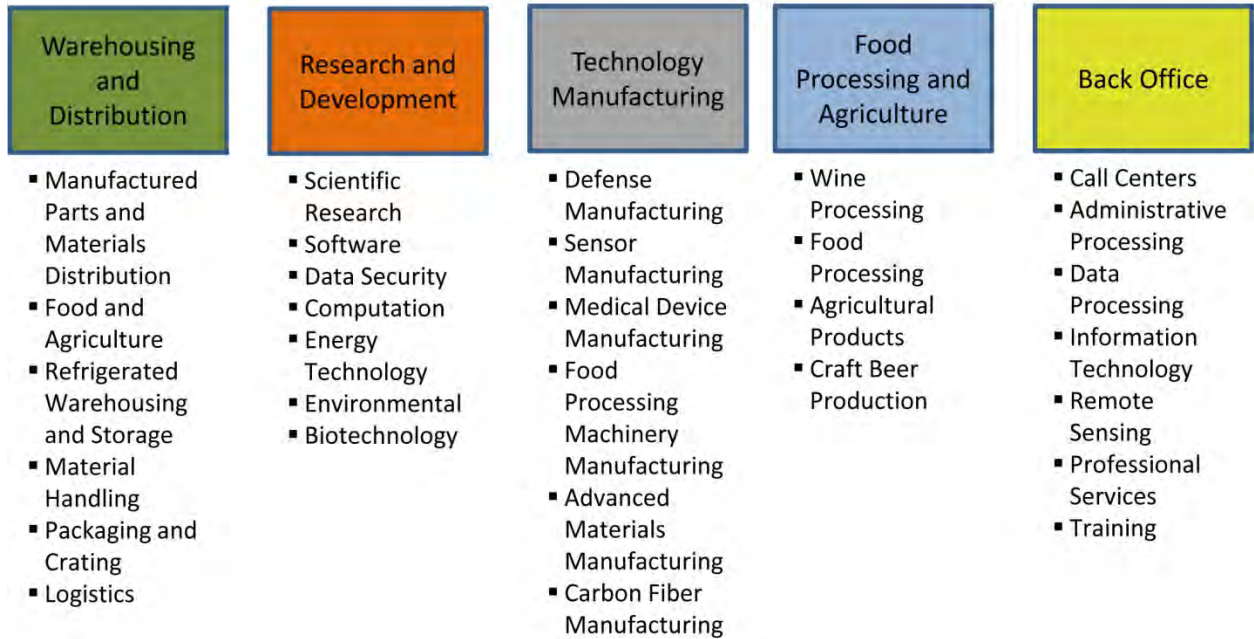 Warehousing
and
Distribution
▪ Manufactured
Parts and
Materials
Distribution
▪ Food and
Agriculture
▪ Refrigerated
Warehousing
and Storage
▪ Material
Handling
▪ Packaging and
Crating
▪ Logistics
Research and
Development
▪ Scientific
Research
▪ Software
▪ Data Security
▪ Computation
▪ Energy
Technology
▪ Environmental
▪ Biotechnology
Technology
Manufacturing
▪ Defense
Manufacturing
▪ Sensor
Manufacturing
▪ Medical Device
Manufacturing
▪ Food
Processing
Machinery
Manufacturing
▪ Advanced
Materials
Manufacturing
▪ Carbon Fiber
Manufacturing
Food
Processing and
Agriculture
▪ Wine
Processing
▪ Food
Processing
▪ Agricultural
Products
▪ Craft Beer
Production
Back Office
▪ Call Centers
▪ Administrative
Processing
▪ Data
Processing
▪ Information
Technology
▪ Remote
Sensing
▪ Professional
Services
▪ Training